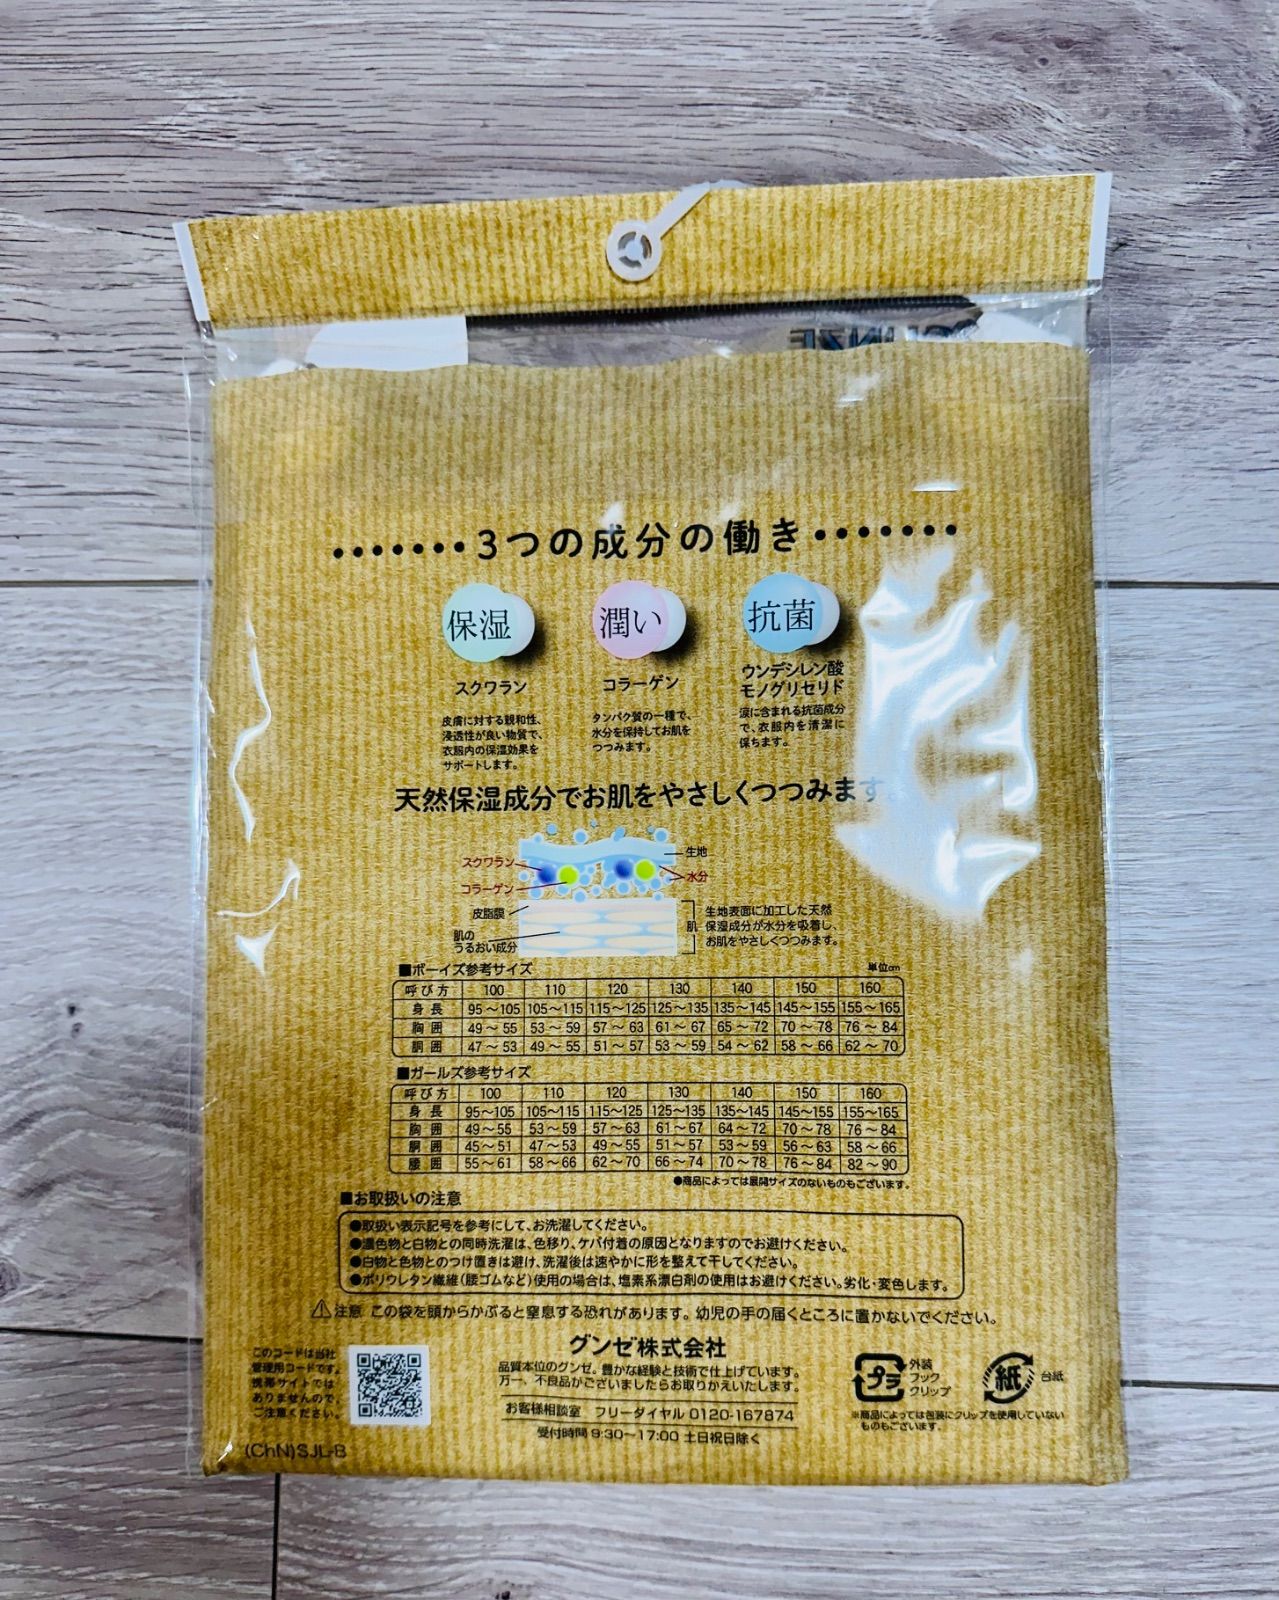 GUNZE
•••••••3つの成分の働き•••••••
保湿 潤い 抗菌
スクワラン コラーゲン ウンデシレン酸
モノグリセリド
皮膚に対する親和性、
浸透性が良い物質で、
衣服内の保湿効果を
サポートします。
タンパク質の一種で、
水分を保持してお肌を
つつみます。
涙に含まれる抗菌成分
で、衣服内を清潔に
保ちます。
天然保湿成分でお肌をやさしくつつみます。
スクワラン
コラーゲン
生地
水分
皮脂膜
肌の
うるおい成分
肌
生地表面に加工した天然
保湿成分が水分を吸着し、
お肌をやさしくつつみます。
■ボーイズ参考サイズ 単位cm
呼び方 100 110 120 130 140 150 160
身長 95〜105 105〜115 115〜125 125〜135 135〜145 145〜155 155〜165
胸囲 49〜55 53〜59 57〜63 61〜67 65〜72 70〜78 76〜84
胴囲 47〜53 49〜55 51〜57 53〜59 54〜62 58〜66 62〜70
■ガールズ参考サイズ
呼び方 100 110 120 130 140 150 160
身長 95〜105 105〜115 115〜125 125〜135 135〜145 145〜155 155〜165
胸囲 49〜55 53〜59 57〜63 61〜67 64〜72 70〜78 76〜84
胴囲 45〜51 47〜53 49〜55 51〜57 53〜59 56〜63 58〜66
腰囲 55〜61 58〜66 62〜70 66〜74 70〜78 76〜84 82〜90
●商品によっては展開サイズのないものもございます。
■お取扱いの注意
●取扱い表示記号を参考にして、お洗濯してください。
●濃色物と白物との同時洗濯は、色移り、ケバ付着の原因となりますのでお避けください。
●白物と色物とのつけ置きは避け、洗濯後は速やかに形を整えて干してください。
●ポリウレタン繊維(腰ゴムなど)使用の場合は、塩素系漂白剤の使用はお避けください。劣化・変色します。
⚠注意 この袋を頭からかぶると窒息する恐れがあります。幼児の手の届くところに置かないでください。
このコードは当社
管理用コードです。
携帯サイトでは
ありませんので、
ご注意ください。
(ChN)SJL-B
グンゼ株式会社
品質本位のグンゼ。豊かな経験と技術で仕上げています。
万一、不良品がございましたらお取りかえいたします。
お客様相談室 フリーダイヤル 0120-167874
受付時間 9:30〜17:00 土日祝日除く
プラ 外装
フック
クリップ
紙 台紙
※商品によっては包装にクリップを使用していない
ものもございます。